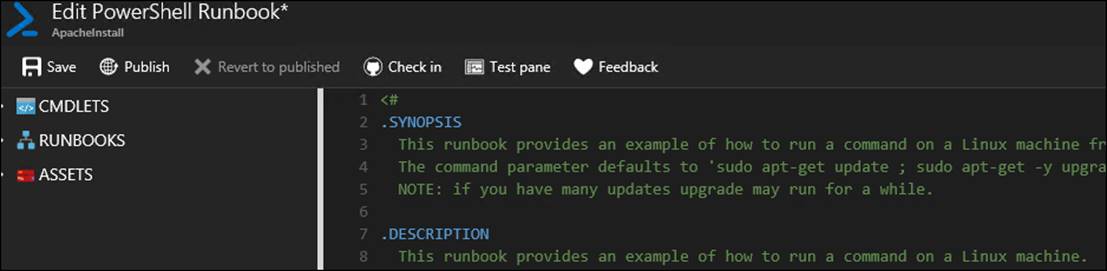 Edit PowerShell Runbook*
ApacheInstall
Save Publish Revert to published Check in Test pane Feedback
CMDLETS
RUNBOOKS
ASSETS
1 <#
2 .SYNOPSIS
3 This runbook provides an example of how to run a command on a Linux machine
4 The command parameter defaults to 'sudo apt-get update ; sudo apt-get -y
5 NOTE: if you have many updates upgrade may run for a while.
6
7 .DESCRIPTION
8 This runbook provides an example of how to run a command on a Linux machine.